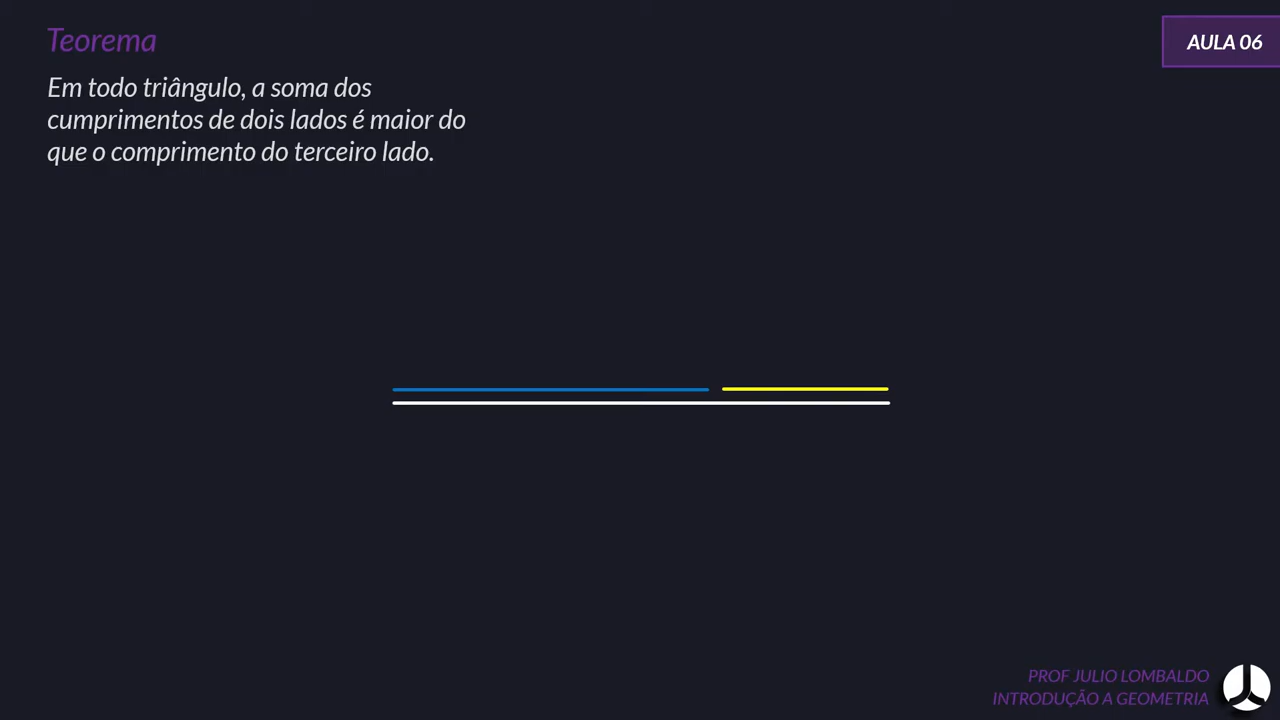 Teorema
AULA 06
Em todo triângulo, a soma dos
cumprimentos de dois lados é maior do
que o comprimento do terceiro lado.
PROF JULIO LOMBALDO
INTRODUÇÃO A GEOMETRIA